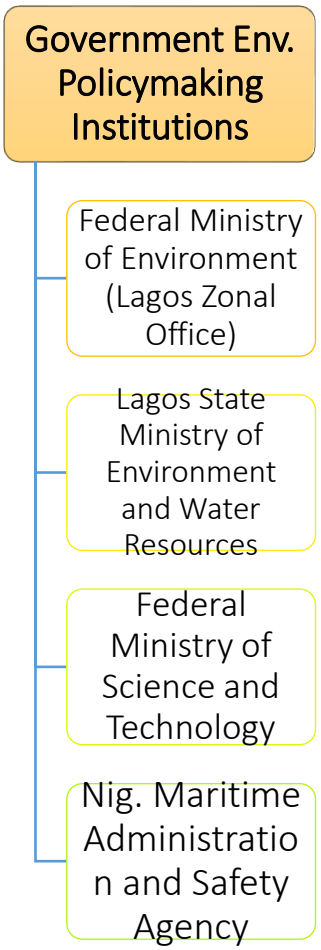 Government Env.
Policymaking
Institutions
Federal Ministry
of Environment
(Lagos Zonal
Office)
Lagos State
Ministry of
Environment
and Water
Resources
Federal
Ministry of
Science and
Technology
Nig. Maritime
Administratio
n and Safety
Agency